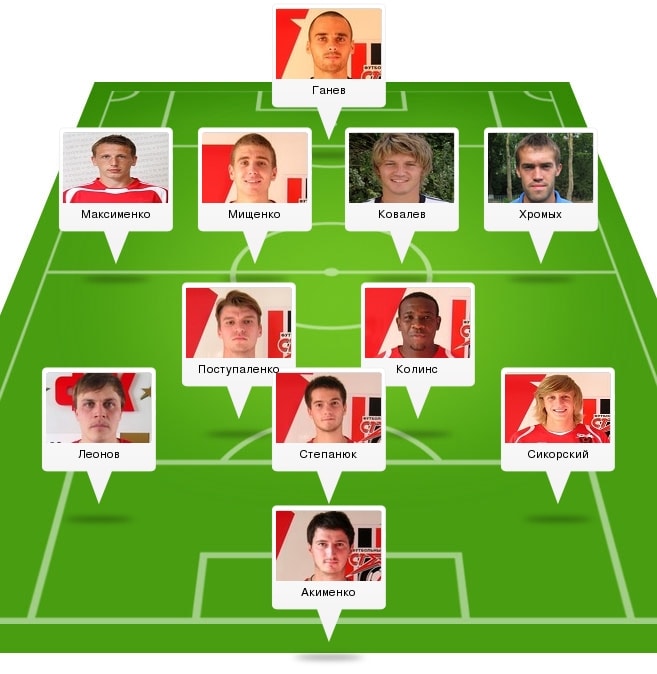 Ганев
Максименко
Мищенко
Ковалев
Хромых
Поступаленко
Колинс
Леонов
Степанюк
Сикорский
Акименко